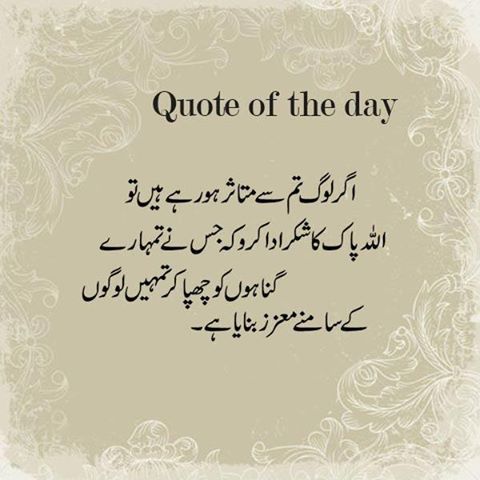 Quote of the day
اگر لوگ تم سے متاثر ہو رہے ہیں تو
اللہ پاک کا شکر ادا کرو کہ جس نے تمہارے
گناہوں کو چھپا کر تمہیں لوگوں
کے سامنے معزز بنایا ہے۔